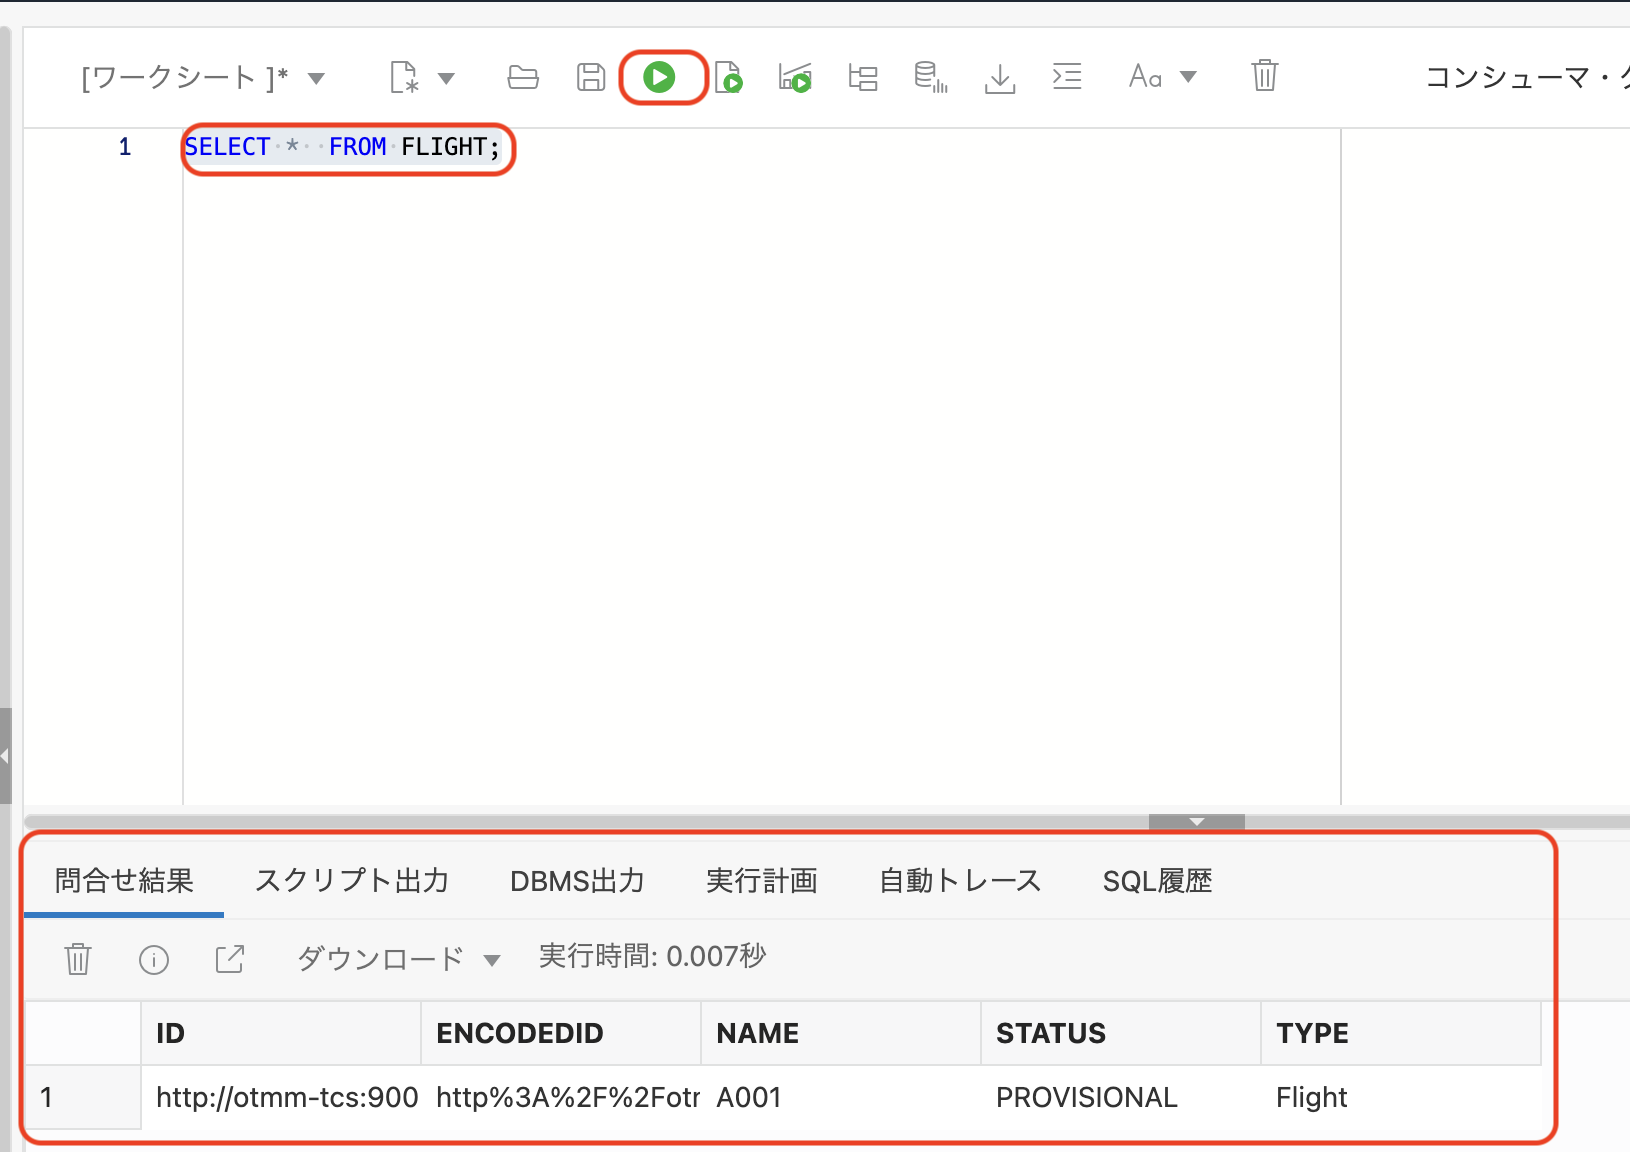 [ワークシート ]* Aa コンシューマ・
1 SELECT * FROM FLIGHT;
問合せ結果 スクリプト出力 DBMS出力 実行計画 自動トレース SQL履歴
ダウンロード 実行時間: 0.007秒
ID ENCODEDID NAME STATUS TYPE
1 http://otmm-tcs:900 http%3A%2F%2Fotr A001 PROVISIONAL Flight